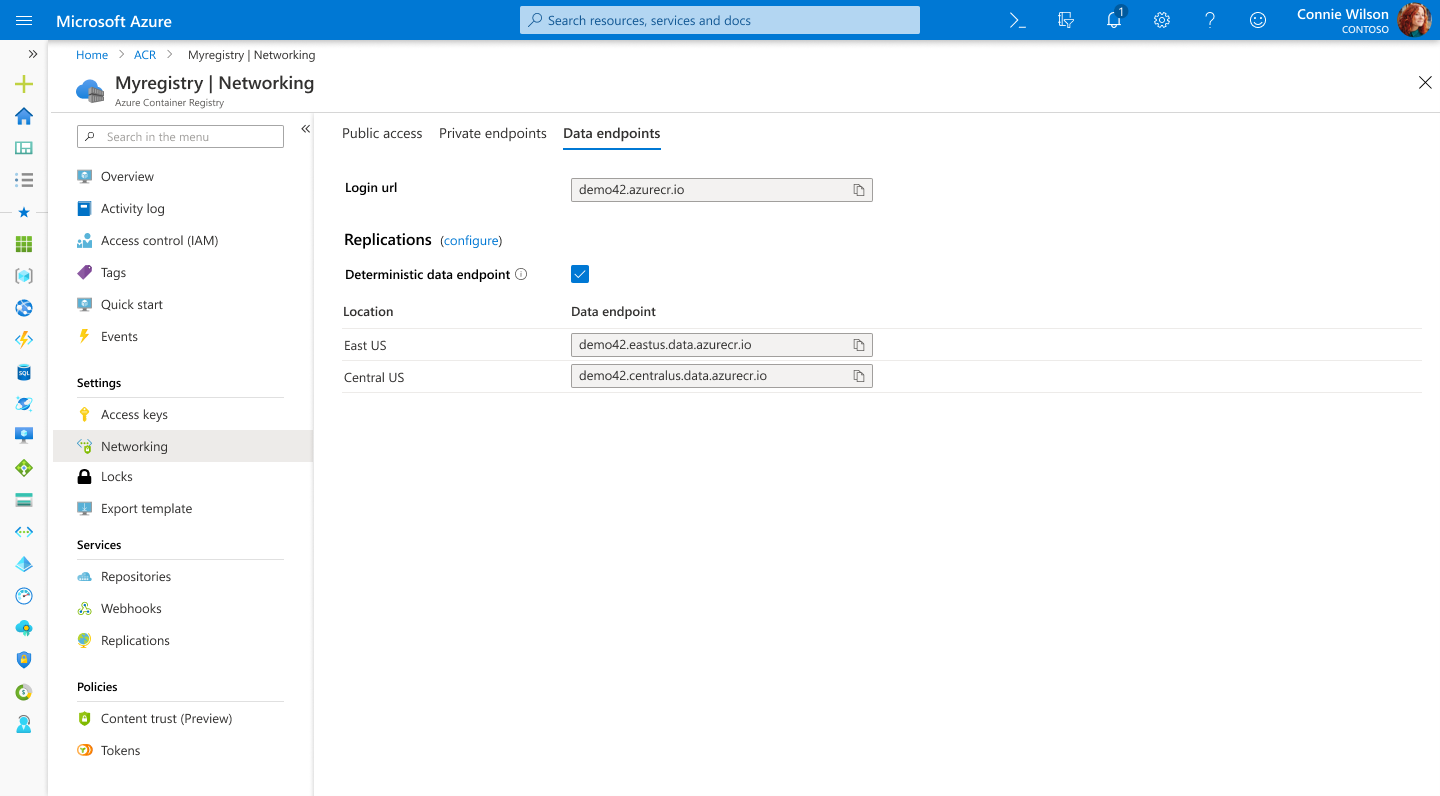 Microsoft Azure
Search resources, services and docs
1
Connie Wilson
CONTOSO
Home > ACR > Myregistry | Networking
Myregistry | Networking
Azure Container Registry
Search in the menu
Overview
Activity log
Access control (IAM)
Tags
Quick start
Events
Settings
Access keys
Networking
Locks
Export template
Services
Repositories
Webhooks
Replications
Policies
Content trust (Preview)
Tokens
Public access Private endpoints Data endpoints
Login url demo42.azurecr.io
Replications (configure)
Deterministic data endpoint
Location Data endpoint
East US demo42.eastus.data.azurecr.io
Central US demo42.centralus.data.azurecr.io
SQL